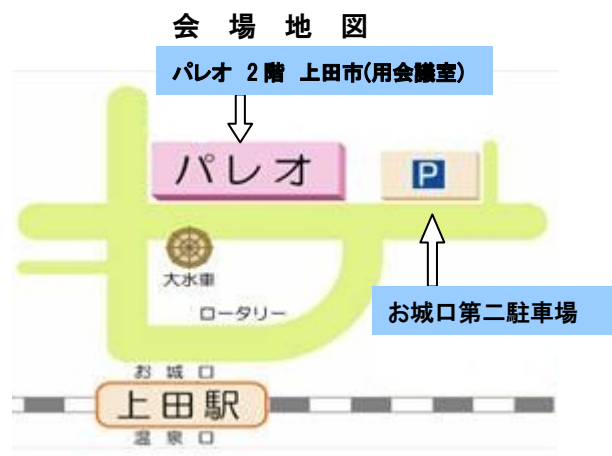 会 場 地 図
パレオ 2階 上田市(用会議室)
パレオ
P
大水車
お城口第二駐車場
ロータリー
お城口
上田駅
温泉口